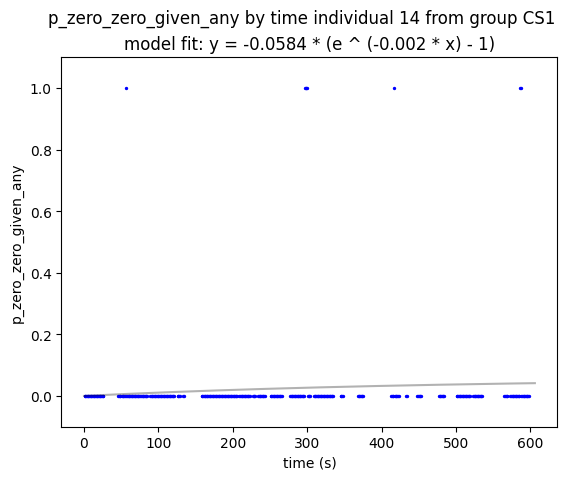 p_zero_zero_given_any by time individual 14 from group CS1
model fit: y = -0.0584 * (e ^ (-0.002 * x) - 1)
1.0
0.8
0.6
0.4
0.2
0.0
p_zero_zero_given_any
0 100 200 300 400 500 600
time (s)